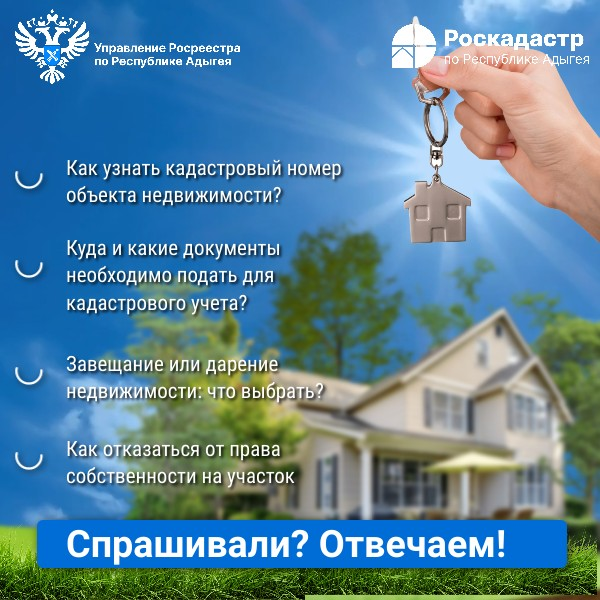 Управление Росреестра
по Республике Адыгея
Роскадастр
по Республике Адыгея
Как узнать кадастровый номер
объекта недвижимости?
Куда и какие документы
необходимо подать для
кадастрового учета?
Завещание или дарение
недвижимости: что выбрать?
Как отказаться от права
собственности на участок
Спрашивали? Отвечаем!